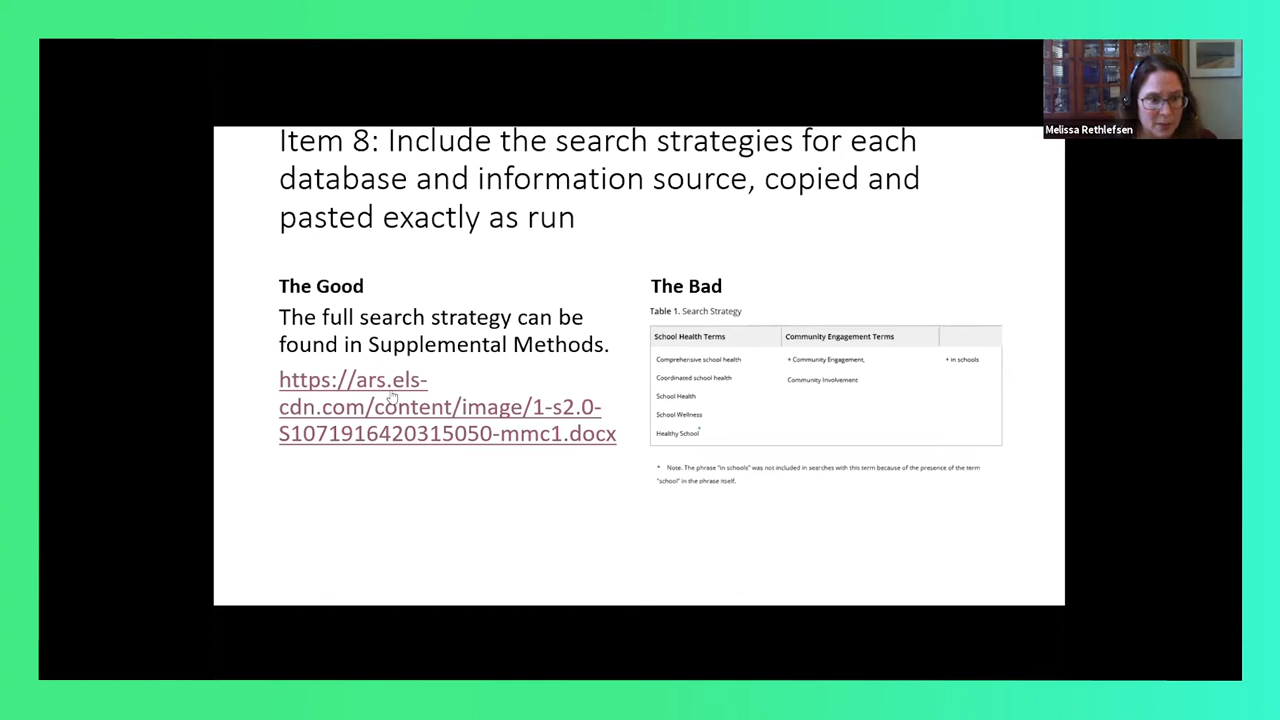 Melissa Rethlefsen
Item 8: Include the search strategies for each
database and information source, copied and
pasted exactly as run
The Good
The full search strategy can be
found in Supplemental Methods.
https://ars.els-
cdn.com/content/image/1-s2.0-
S1071916420315050-mmc1.docx
The Bad
Table 1. Search Strategy
School Health Terms
Community Engagement Terms
Comprehensive school health
+ Community Engagement,
+ in schools
Coordinated school health
Community Involvement
School Health
School Wellness
Healthy School*
* Note. The phrase "in schools" was not included in searches with this term because of the presence of the term
"school" in the phrase itself.